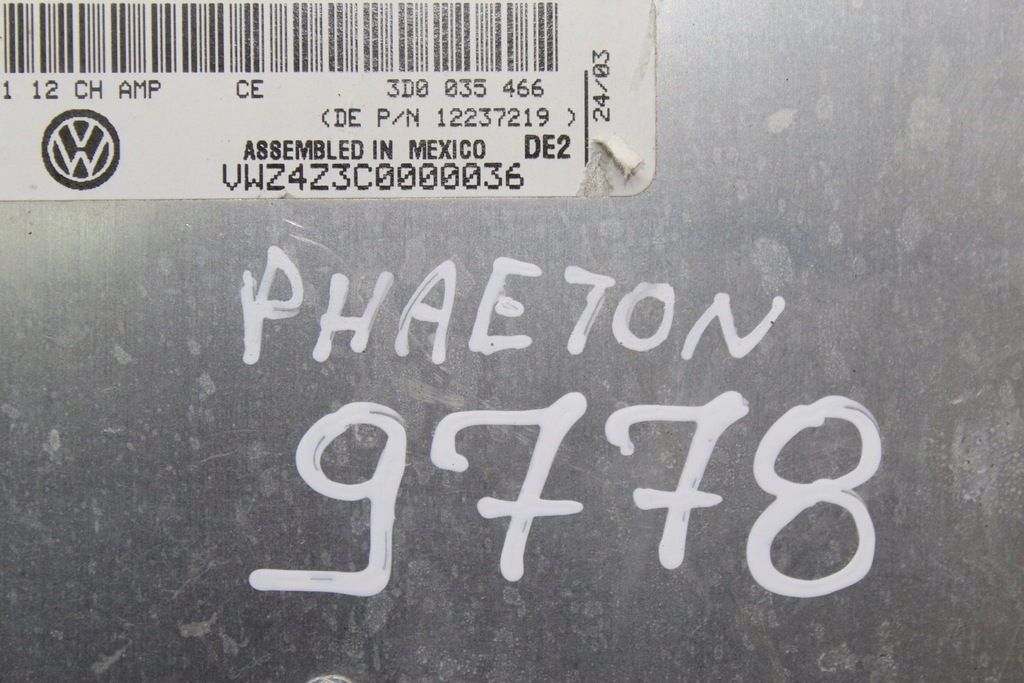 1 12 CH AMP CE 3D0 035 466
(DE P/N 12237219 )
ASSEMBLED IN MEXICO DE2
VWZ4Z3C0000036
24/03
PHAETON
9778